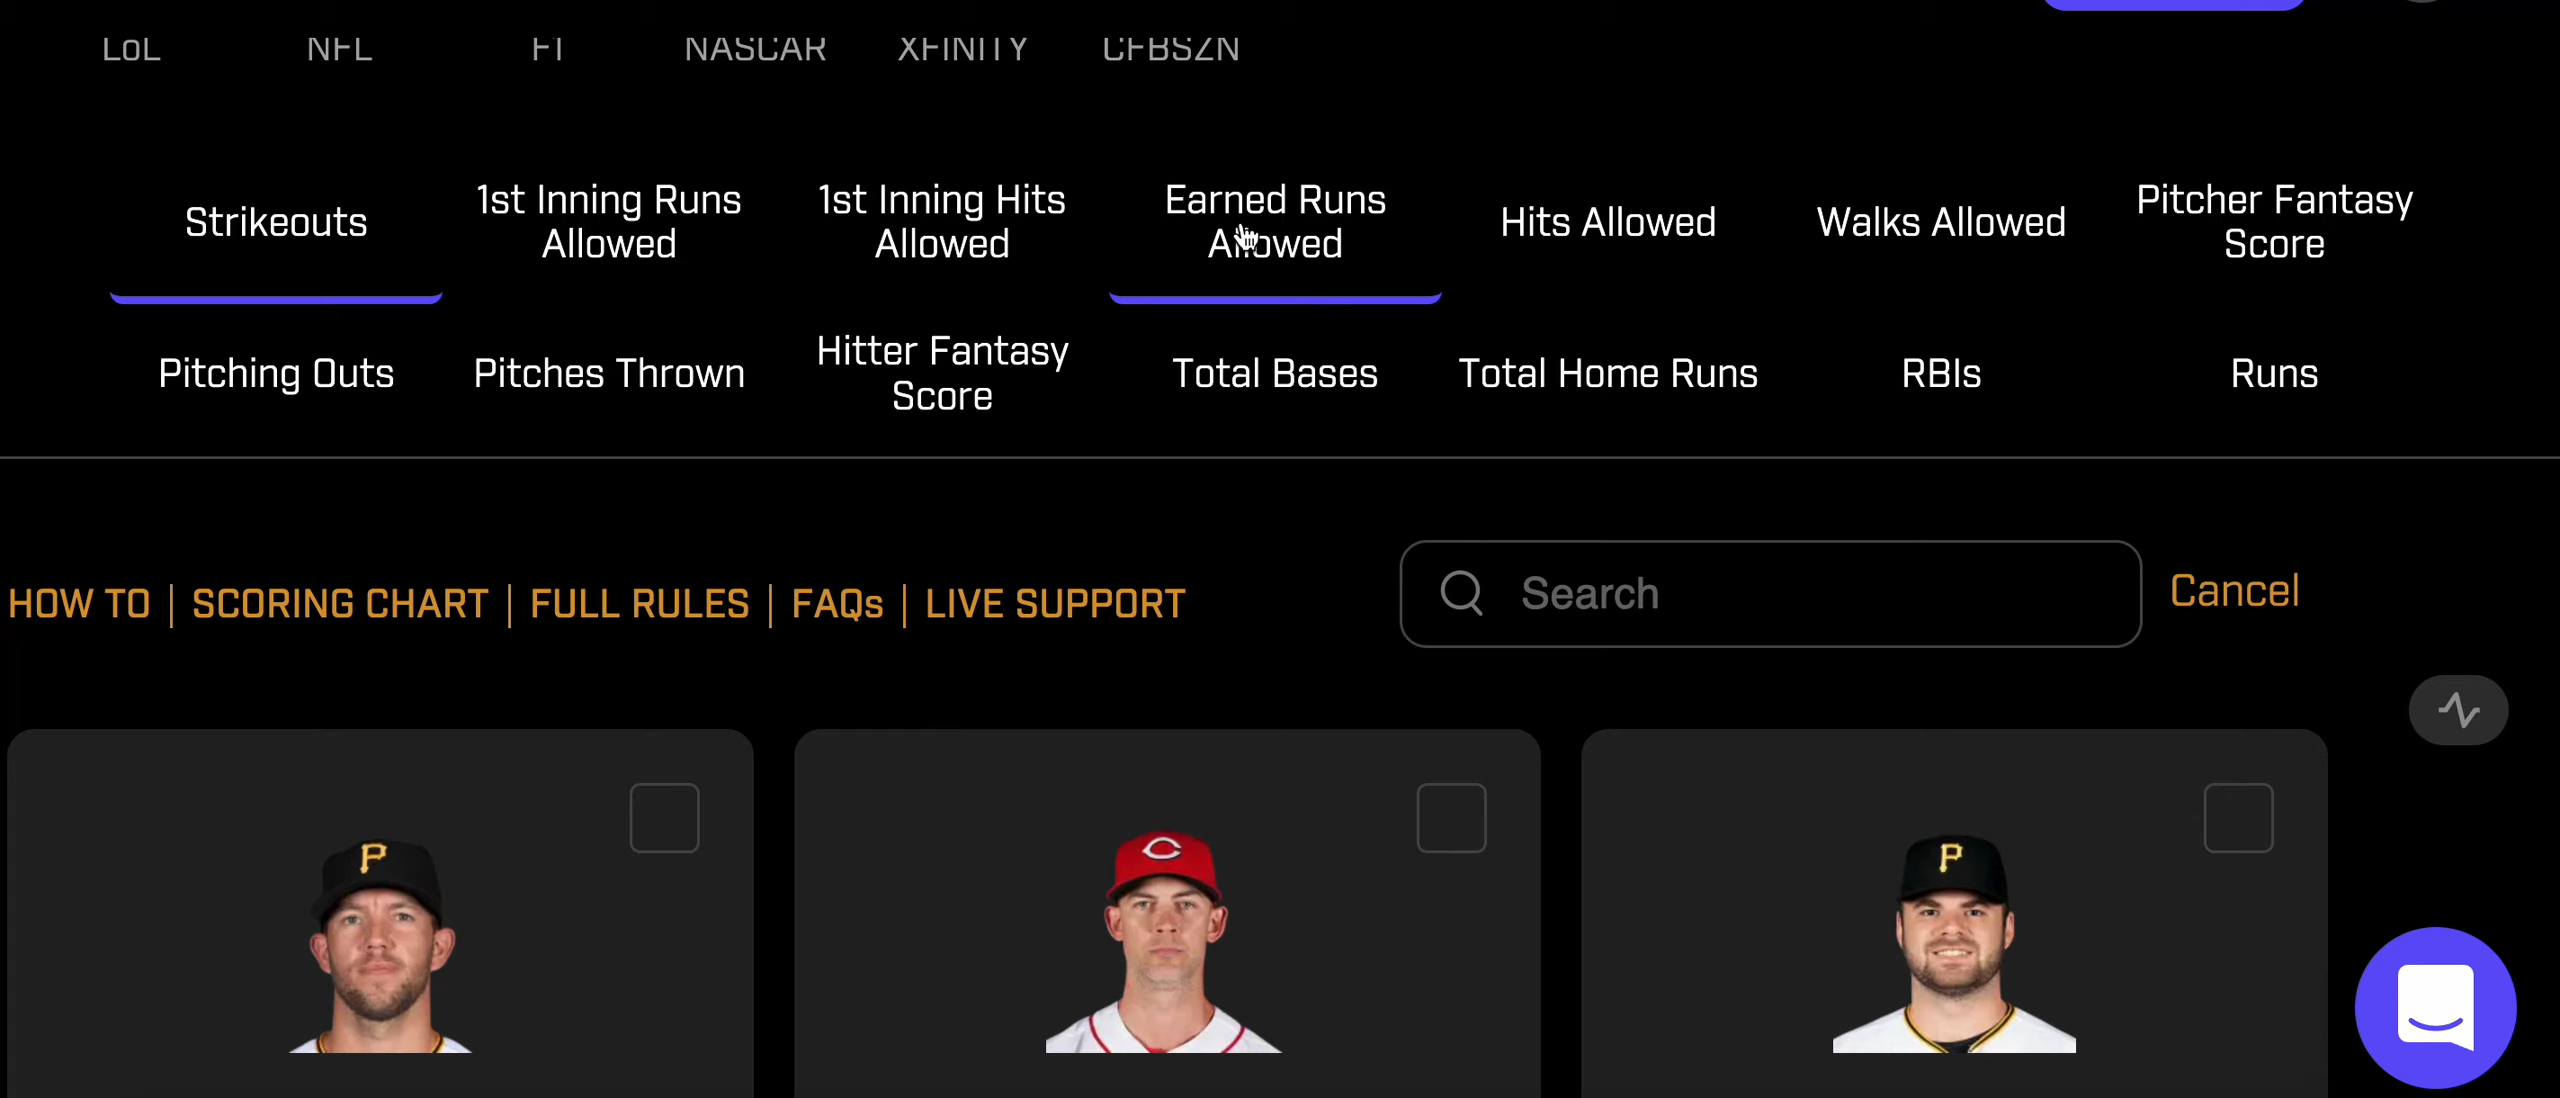 LoL NFL F1 NASCAR XFINITY CFBSZN
Strikeouts
1st Inning Runs
Allowed
1st Inning Hits
Allowed
Earned Runs
Allowed
Hits Allowed
Walks Allowed
Pitcher Fantasy
Score
Pitching Outs
Pitches Thrown
Hitter Fantasy
Score
Total Bases
Total Home Runs
RBIs
Runs
HOW TO | SCORING CHART | FULL RULES | FAQs | LIVE SUPPORT
Search
Cancel
P
C
P